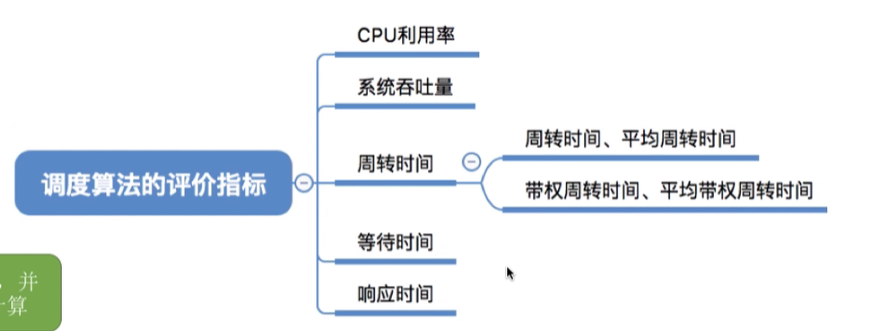 CPU利用率
系统吞吐量
周转时间、平均周转时间
周转时间
调度算法的评价指标
带权周转时间、平均带权周转时间
等待时间
响应时间
，并
算